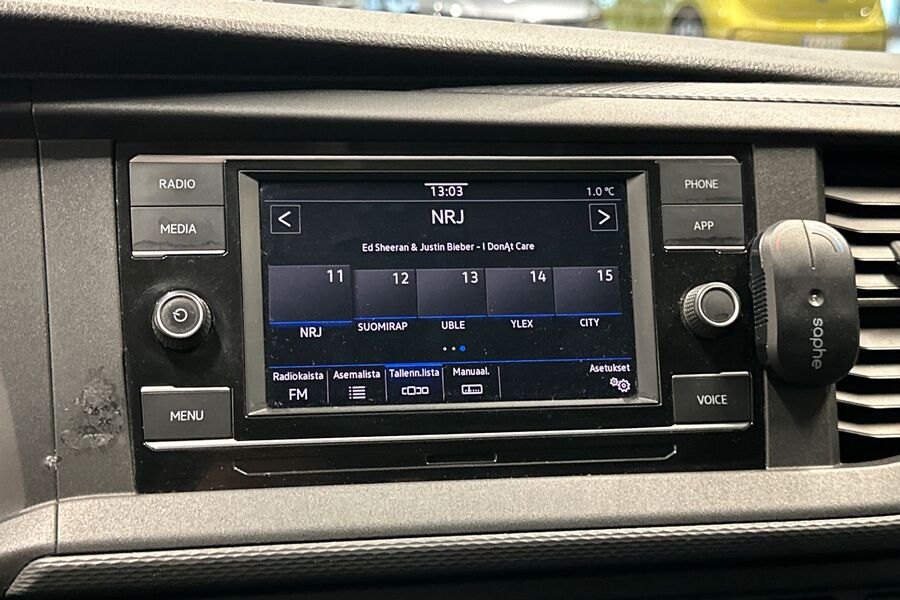 RADIO
MEDIA
MENU
13:03
1.0 °C
<
NRJ
>
Ed Sheeran & Justin Bieber - I DonĄt Care
11
12
13
14
15
NRJ
SUOMIRAP
UBLE
YLEX
CITY
Radiokaista
FM
Asemalista
Tallenn.lista
Manuaal.
Asetukset
PHONE
APP
VOICE
saphe